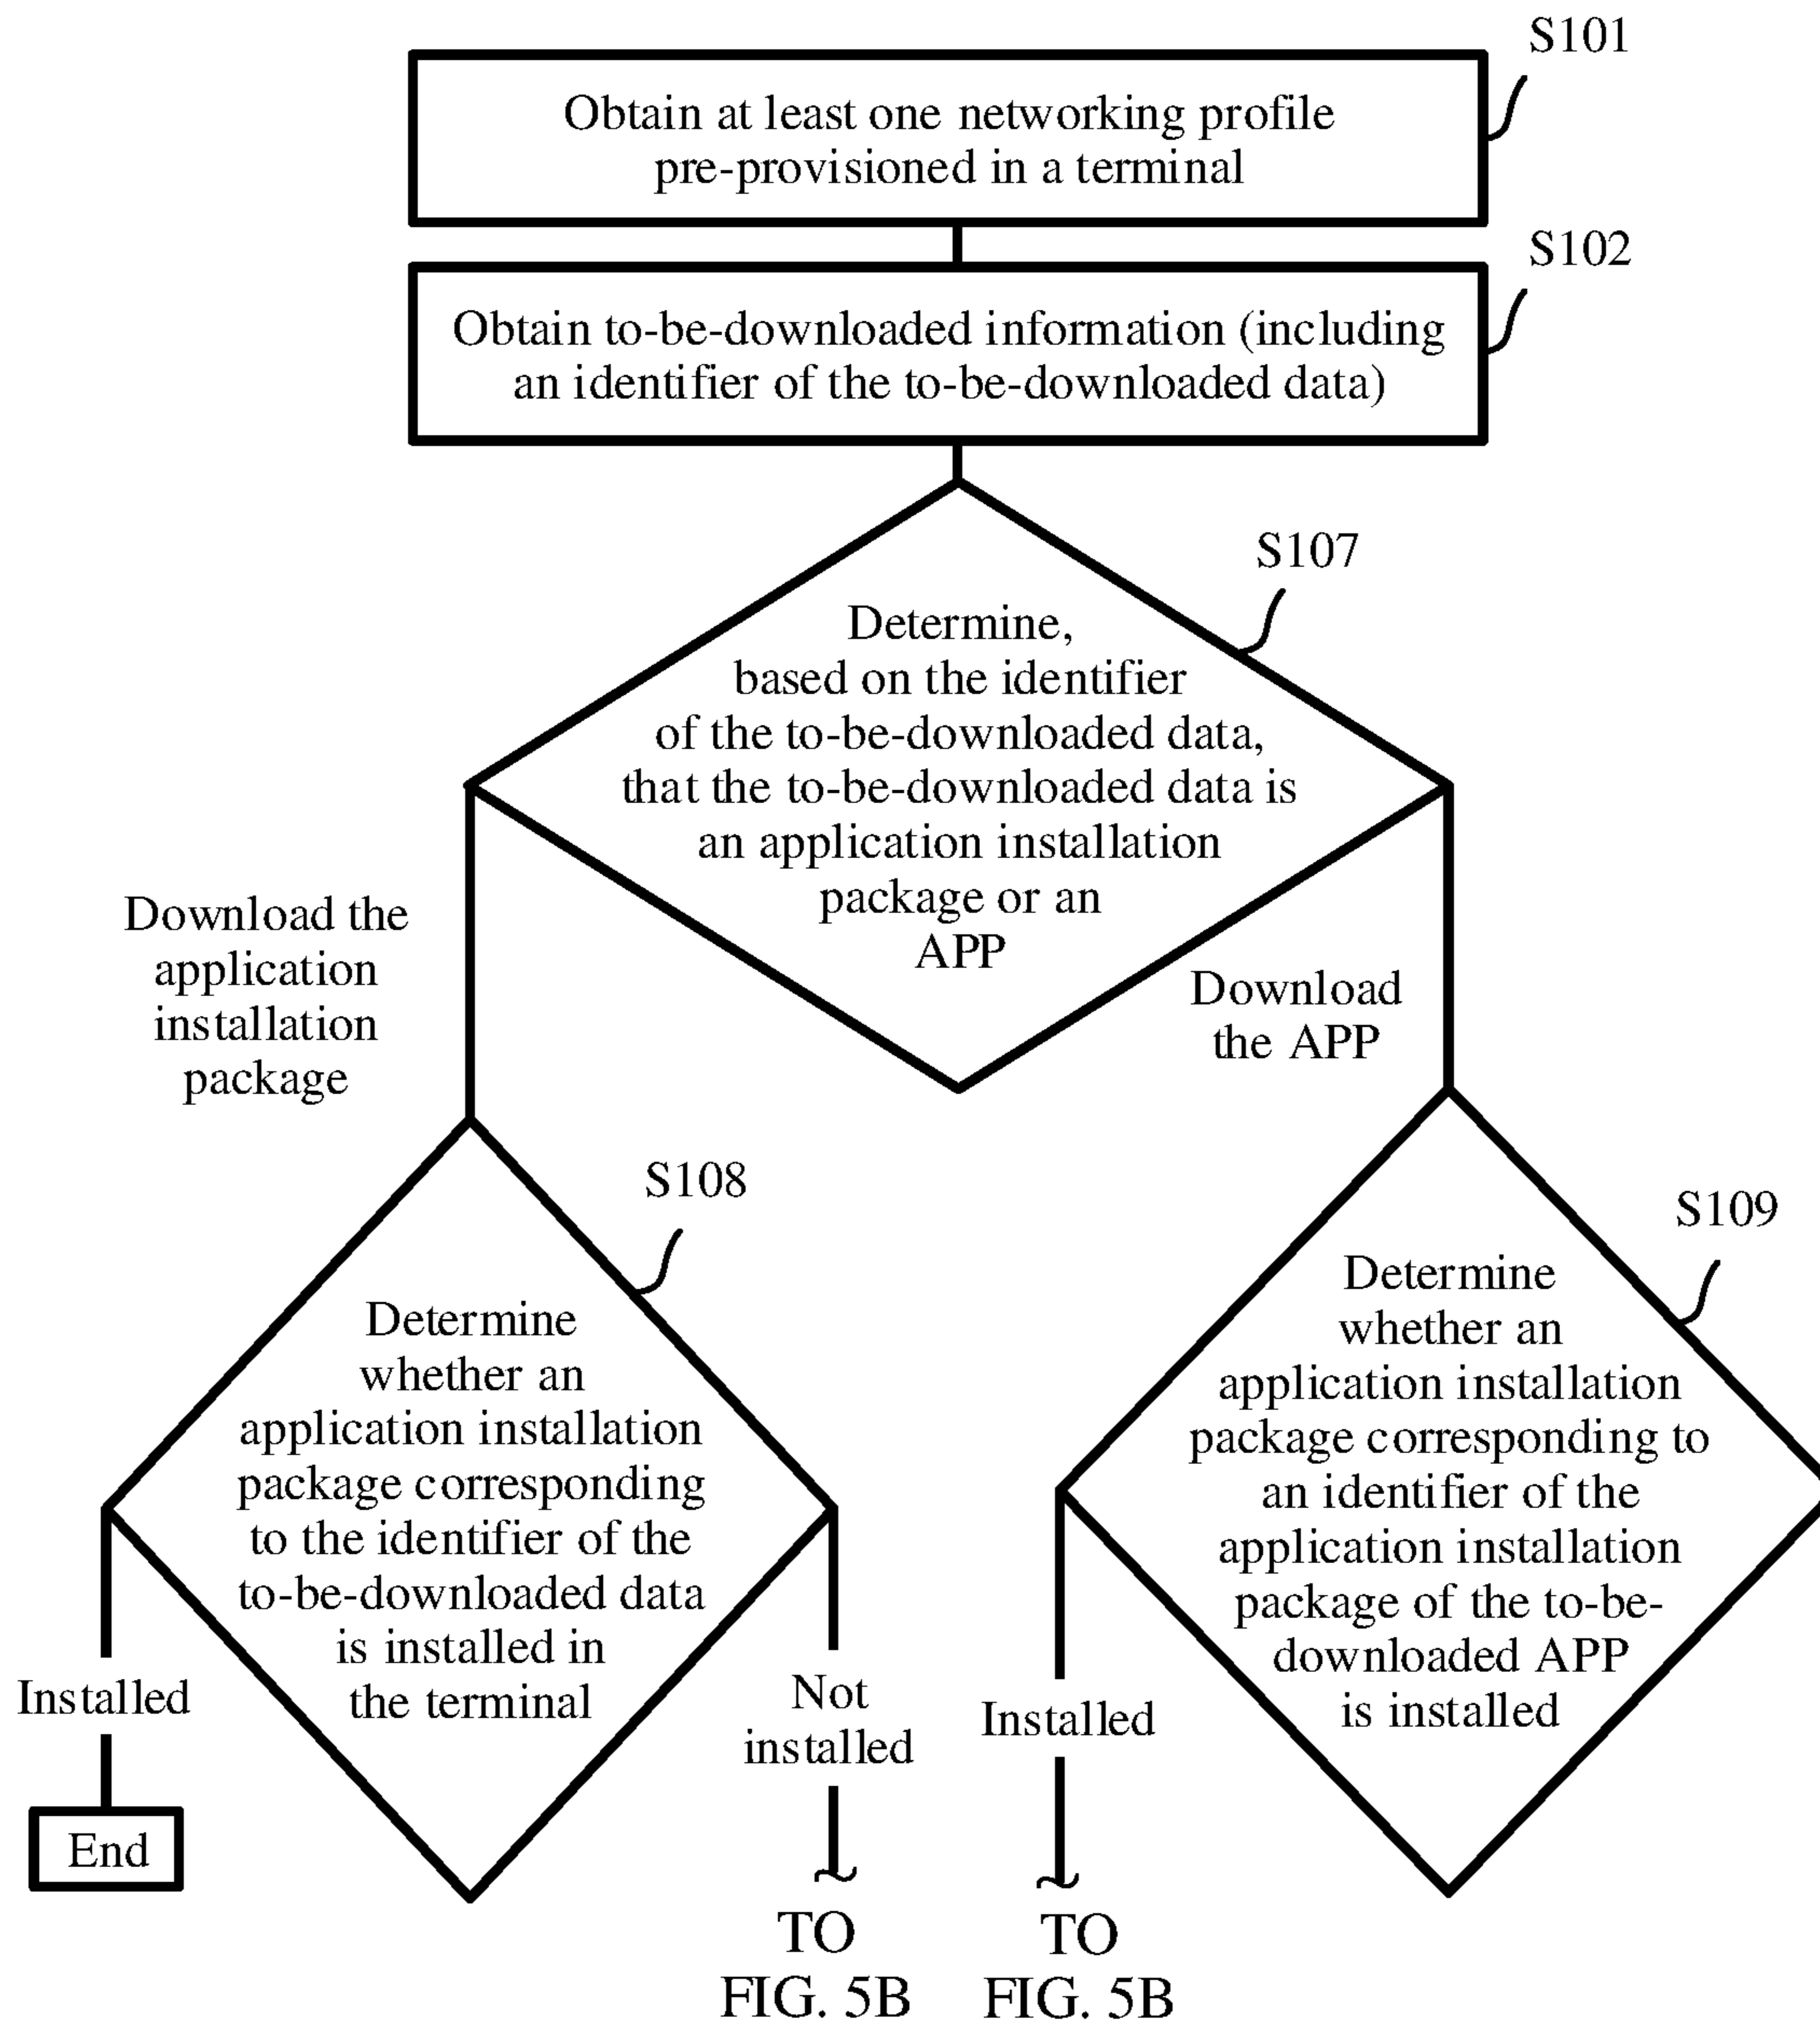 S101
Obtain at least one networking profile
pre-provisioned in a terminal
S102
Obtain to-be-downloaded information (including
an identifier of the to-be-downloaded data)
S107
Determine,
based on the identifier
of the to-be-downloaded data,
that the to-be-downloaded data is
an application installation
package or an
APP
Download the
application
installation
package
Download
the APP
S108
Determine
whether an
application installation
package corresponding
to the identifier of the
to-be-downloaded data
is installed in
the terminal
S109
Determine
whether an
application installation
package corresponding to
an identifier of the
application installation
package of the to-be-
downloaded APP
is installed
Installed
End
Not
installed
Installed
TO
FIG. 5B
TO
FIG. 5B